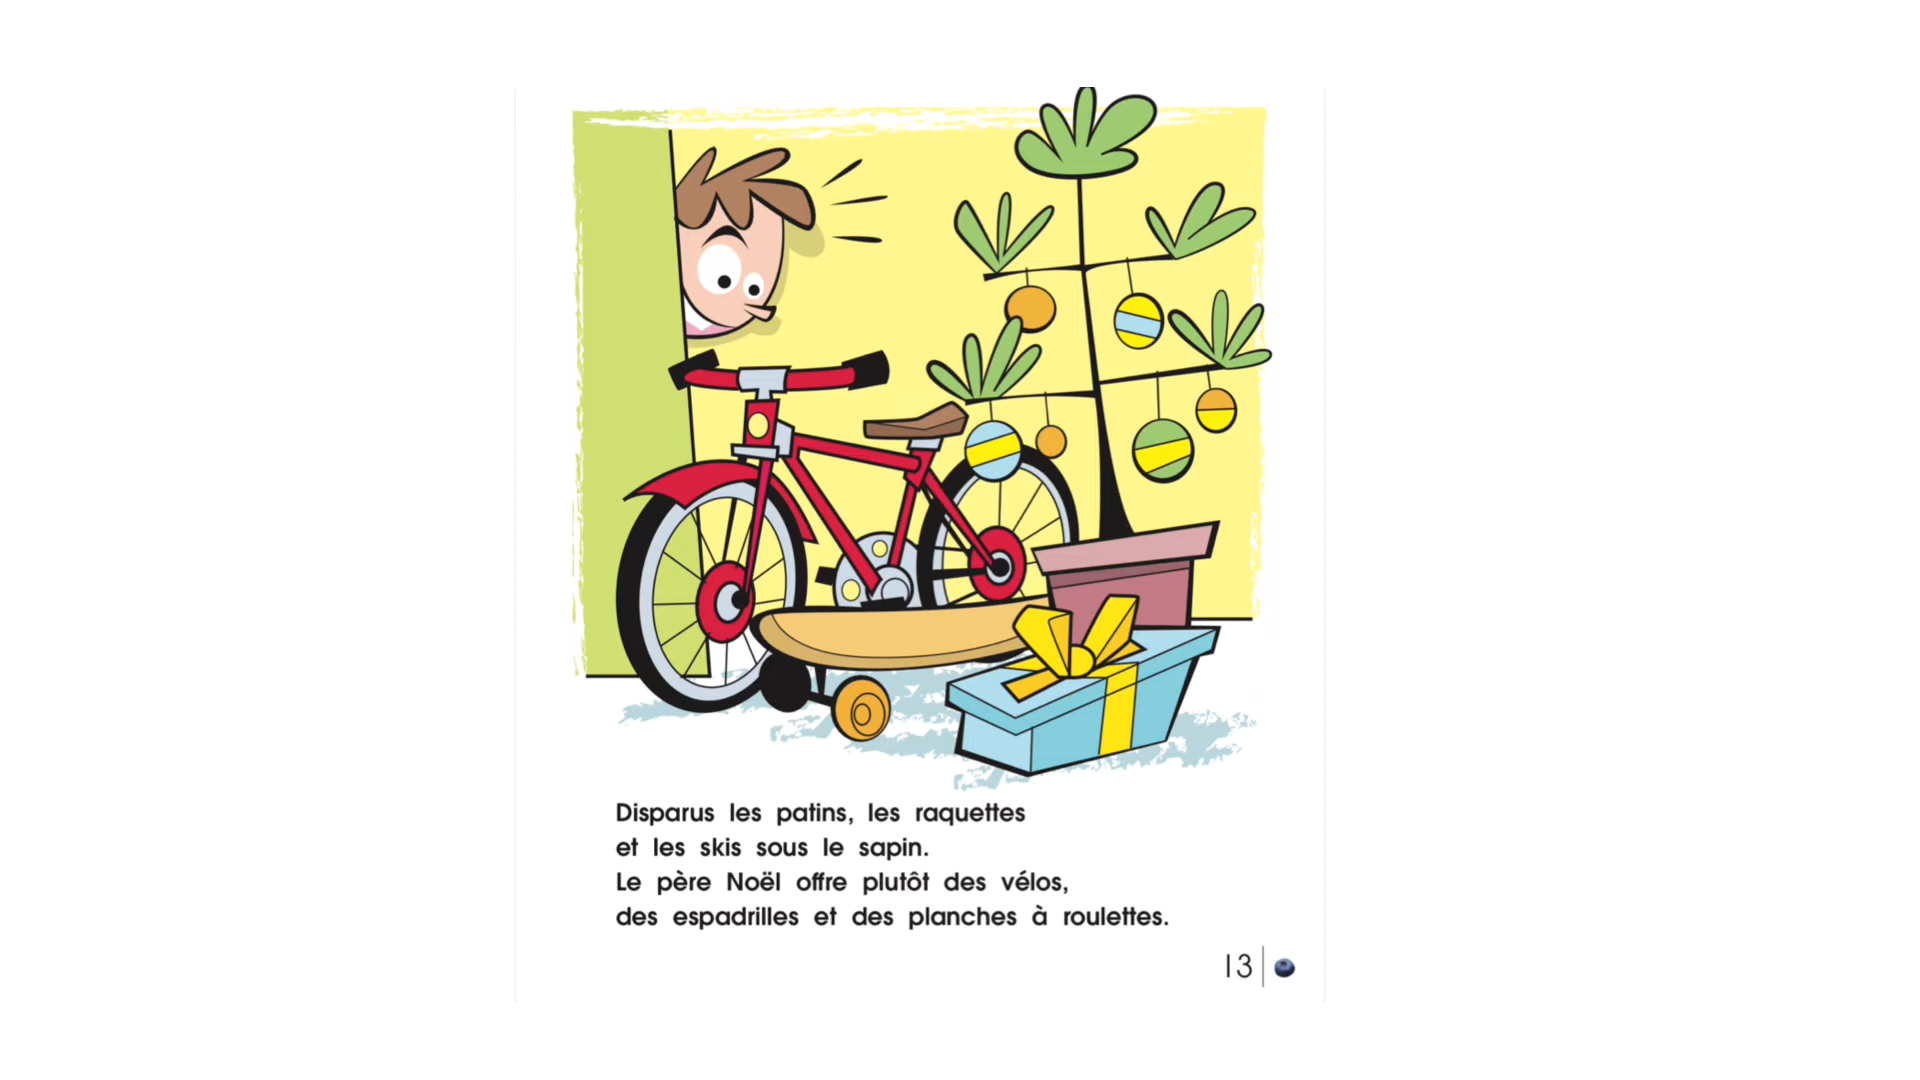 Disparus les patins, les raquettes
et les skis sous le sapin.
Le père Noël offre plutôt des vélos,
des espadrilles et des planches à roulettes.
13